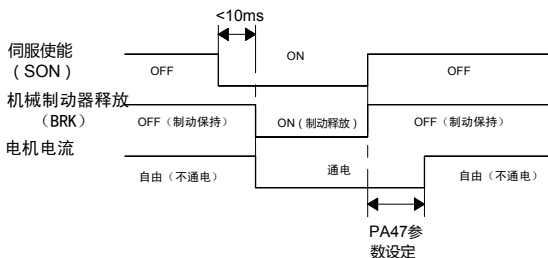 <10ms
伺服使能
（SON）
OFF
ON
OFF
机械制动器释放
（BRK）
OFF（制动保持）
ON（制动释放）
OFF（制动保持）
电机电流
自由（不通电）
通电
自由（不通电）
PA47参
数设定